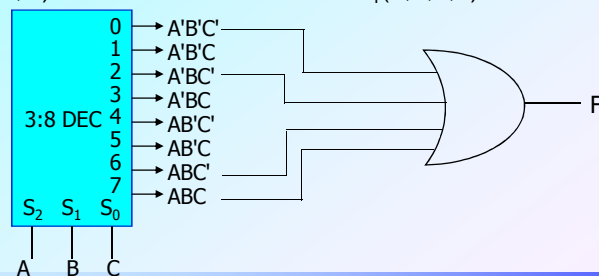 0 A'B'C'
1 A'B'C
2 A'BC'
3 A'BC
3:8 DEC 4 AB'C'
5 AB'C
6 ABC'
7 ABC
F
S₂ S₁ S₀
A B C